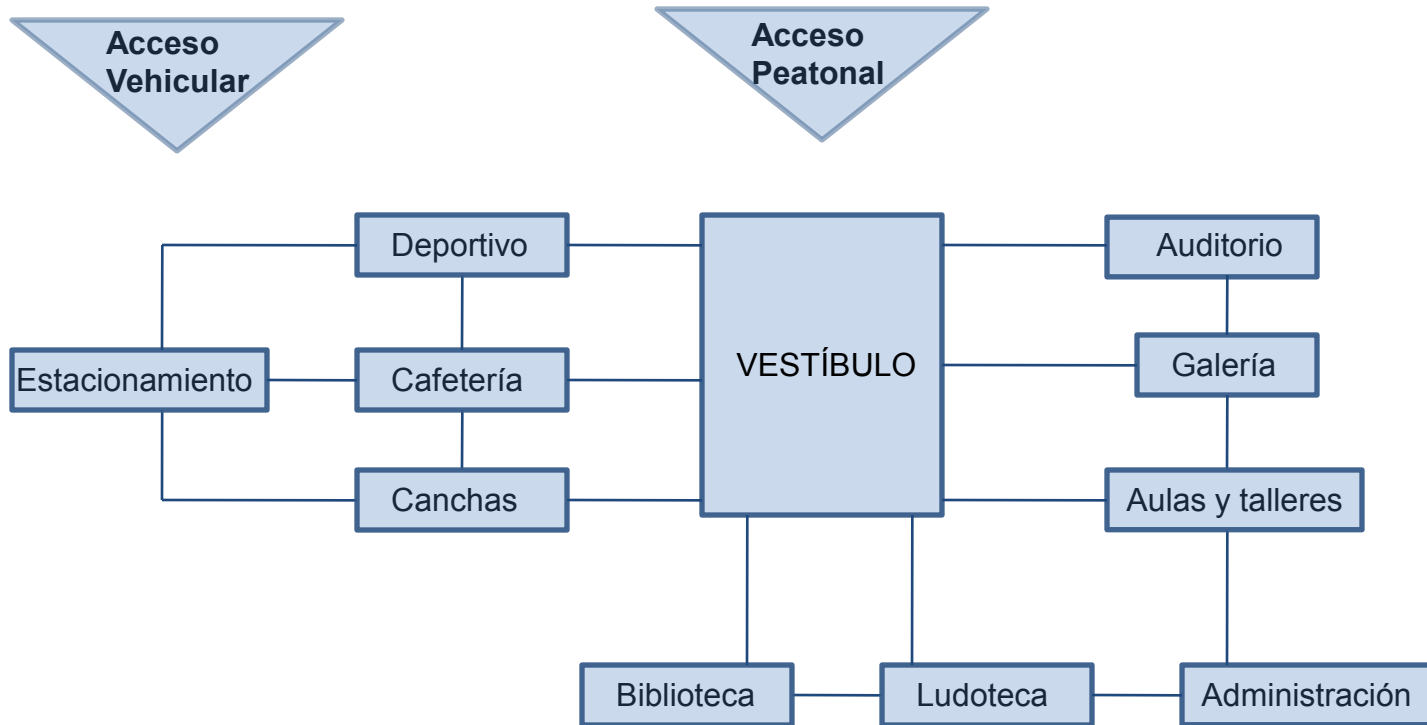 Acceso
Vehicular
Acceso
Peatonal
Deportivo
Auditorio
Estacionamiento
Cafetería
VESTÍBULO
Galería
Canchas
Aulas y talleres
Biblioteca
Ludoteca
Administración